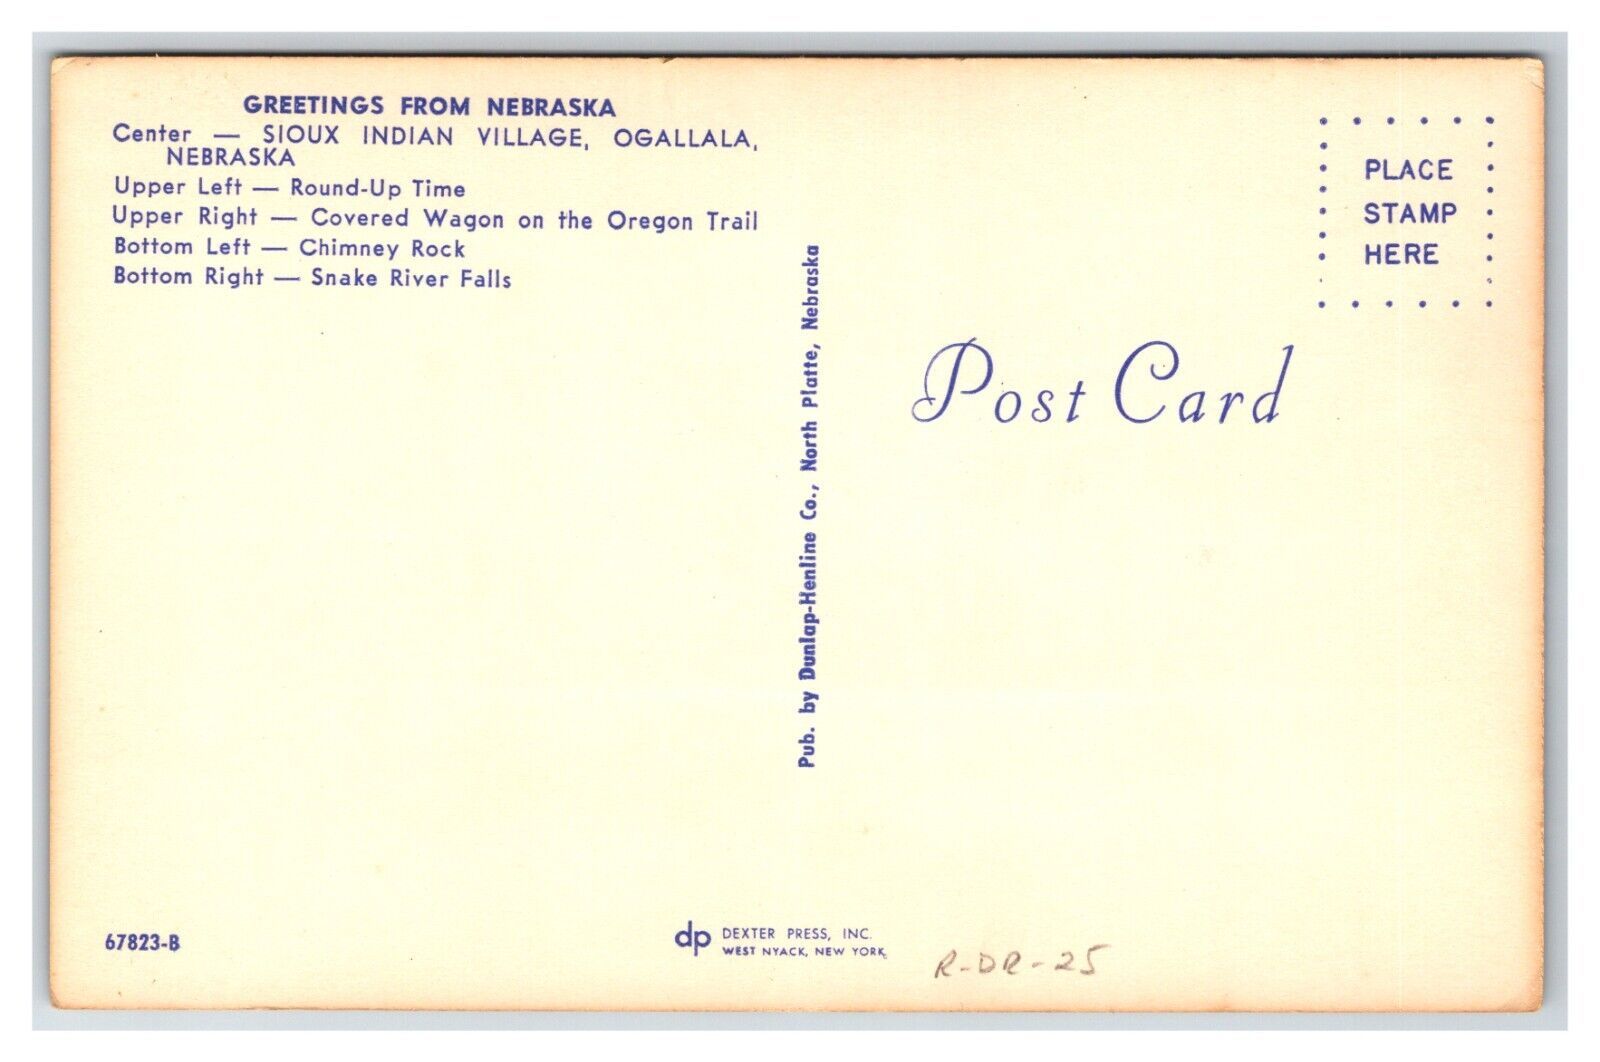 GREETINGS FROM NEBRASKA
Center — SIOUX INDIAN VILLAGE, OGALLALA,
NEBRASKA
Upper Left — Round-Up Time
Upper Right — Covered Wagon on the Oregon Trail
Bottom Left — Chimney Rock
Bottom Right — Snake River Falls
Pub. by Dunlap-Henline Co., North Platte, Nebraska
PLACE
STAMP
HERE
Post Card
67823-B
dp DEXTER PRESS, INC.
WEST NYACK, NEW YORK
R-DR-25